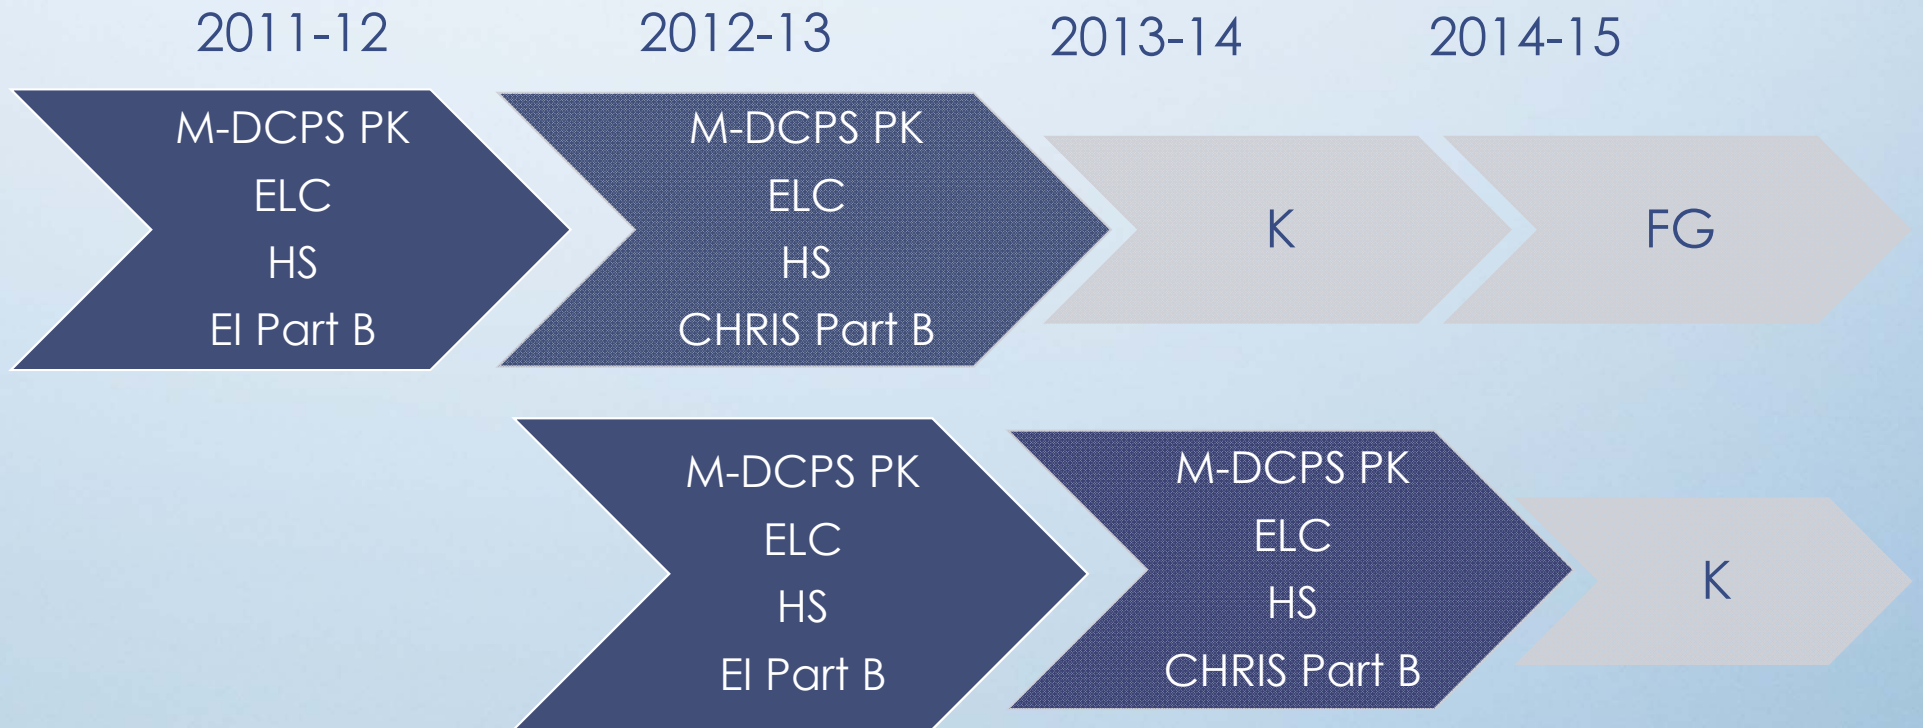 2011-12
2012-13
2013-14
2014-15
M-DCPS PK
ELC
HS
EI Part B
M-DCPS PK
ELC
HS
CHRIS Part B
K
FG
M-DCPS PK
ELC
HS
EI Part B
M-DCPS PK
ELC
HS
CHRIS Part B
K